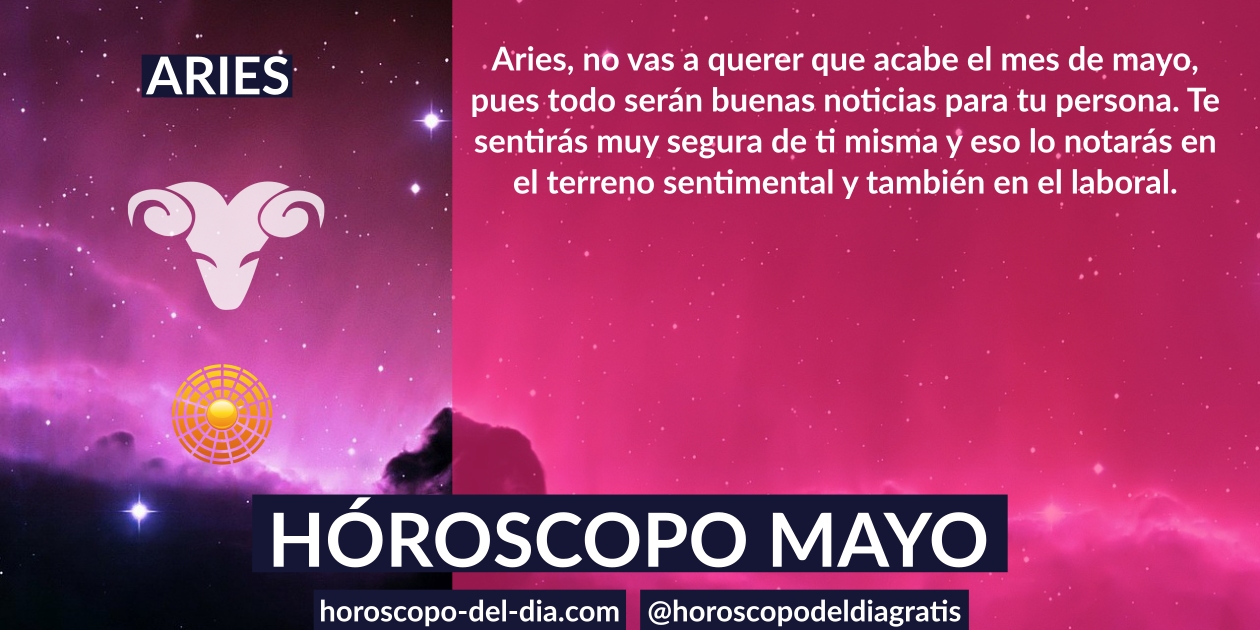 ARIES
Aries, no vas a querer que acabe el mes de mayo,
pues todo serán buenas noticias para tu persona. Te
sentirás muy segura de ti misma y eso lo notarás en
el terreno sentimental y también en el laboral.
HÓROSCOPO MAYO
horoscopo-del-dia.com
@horoscopodeldiagratis